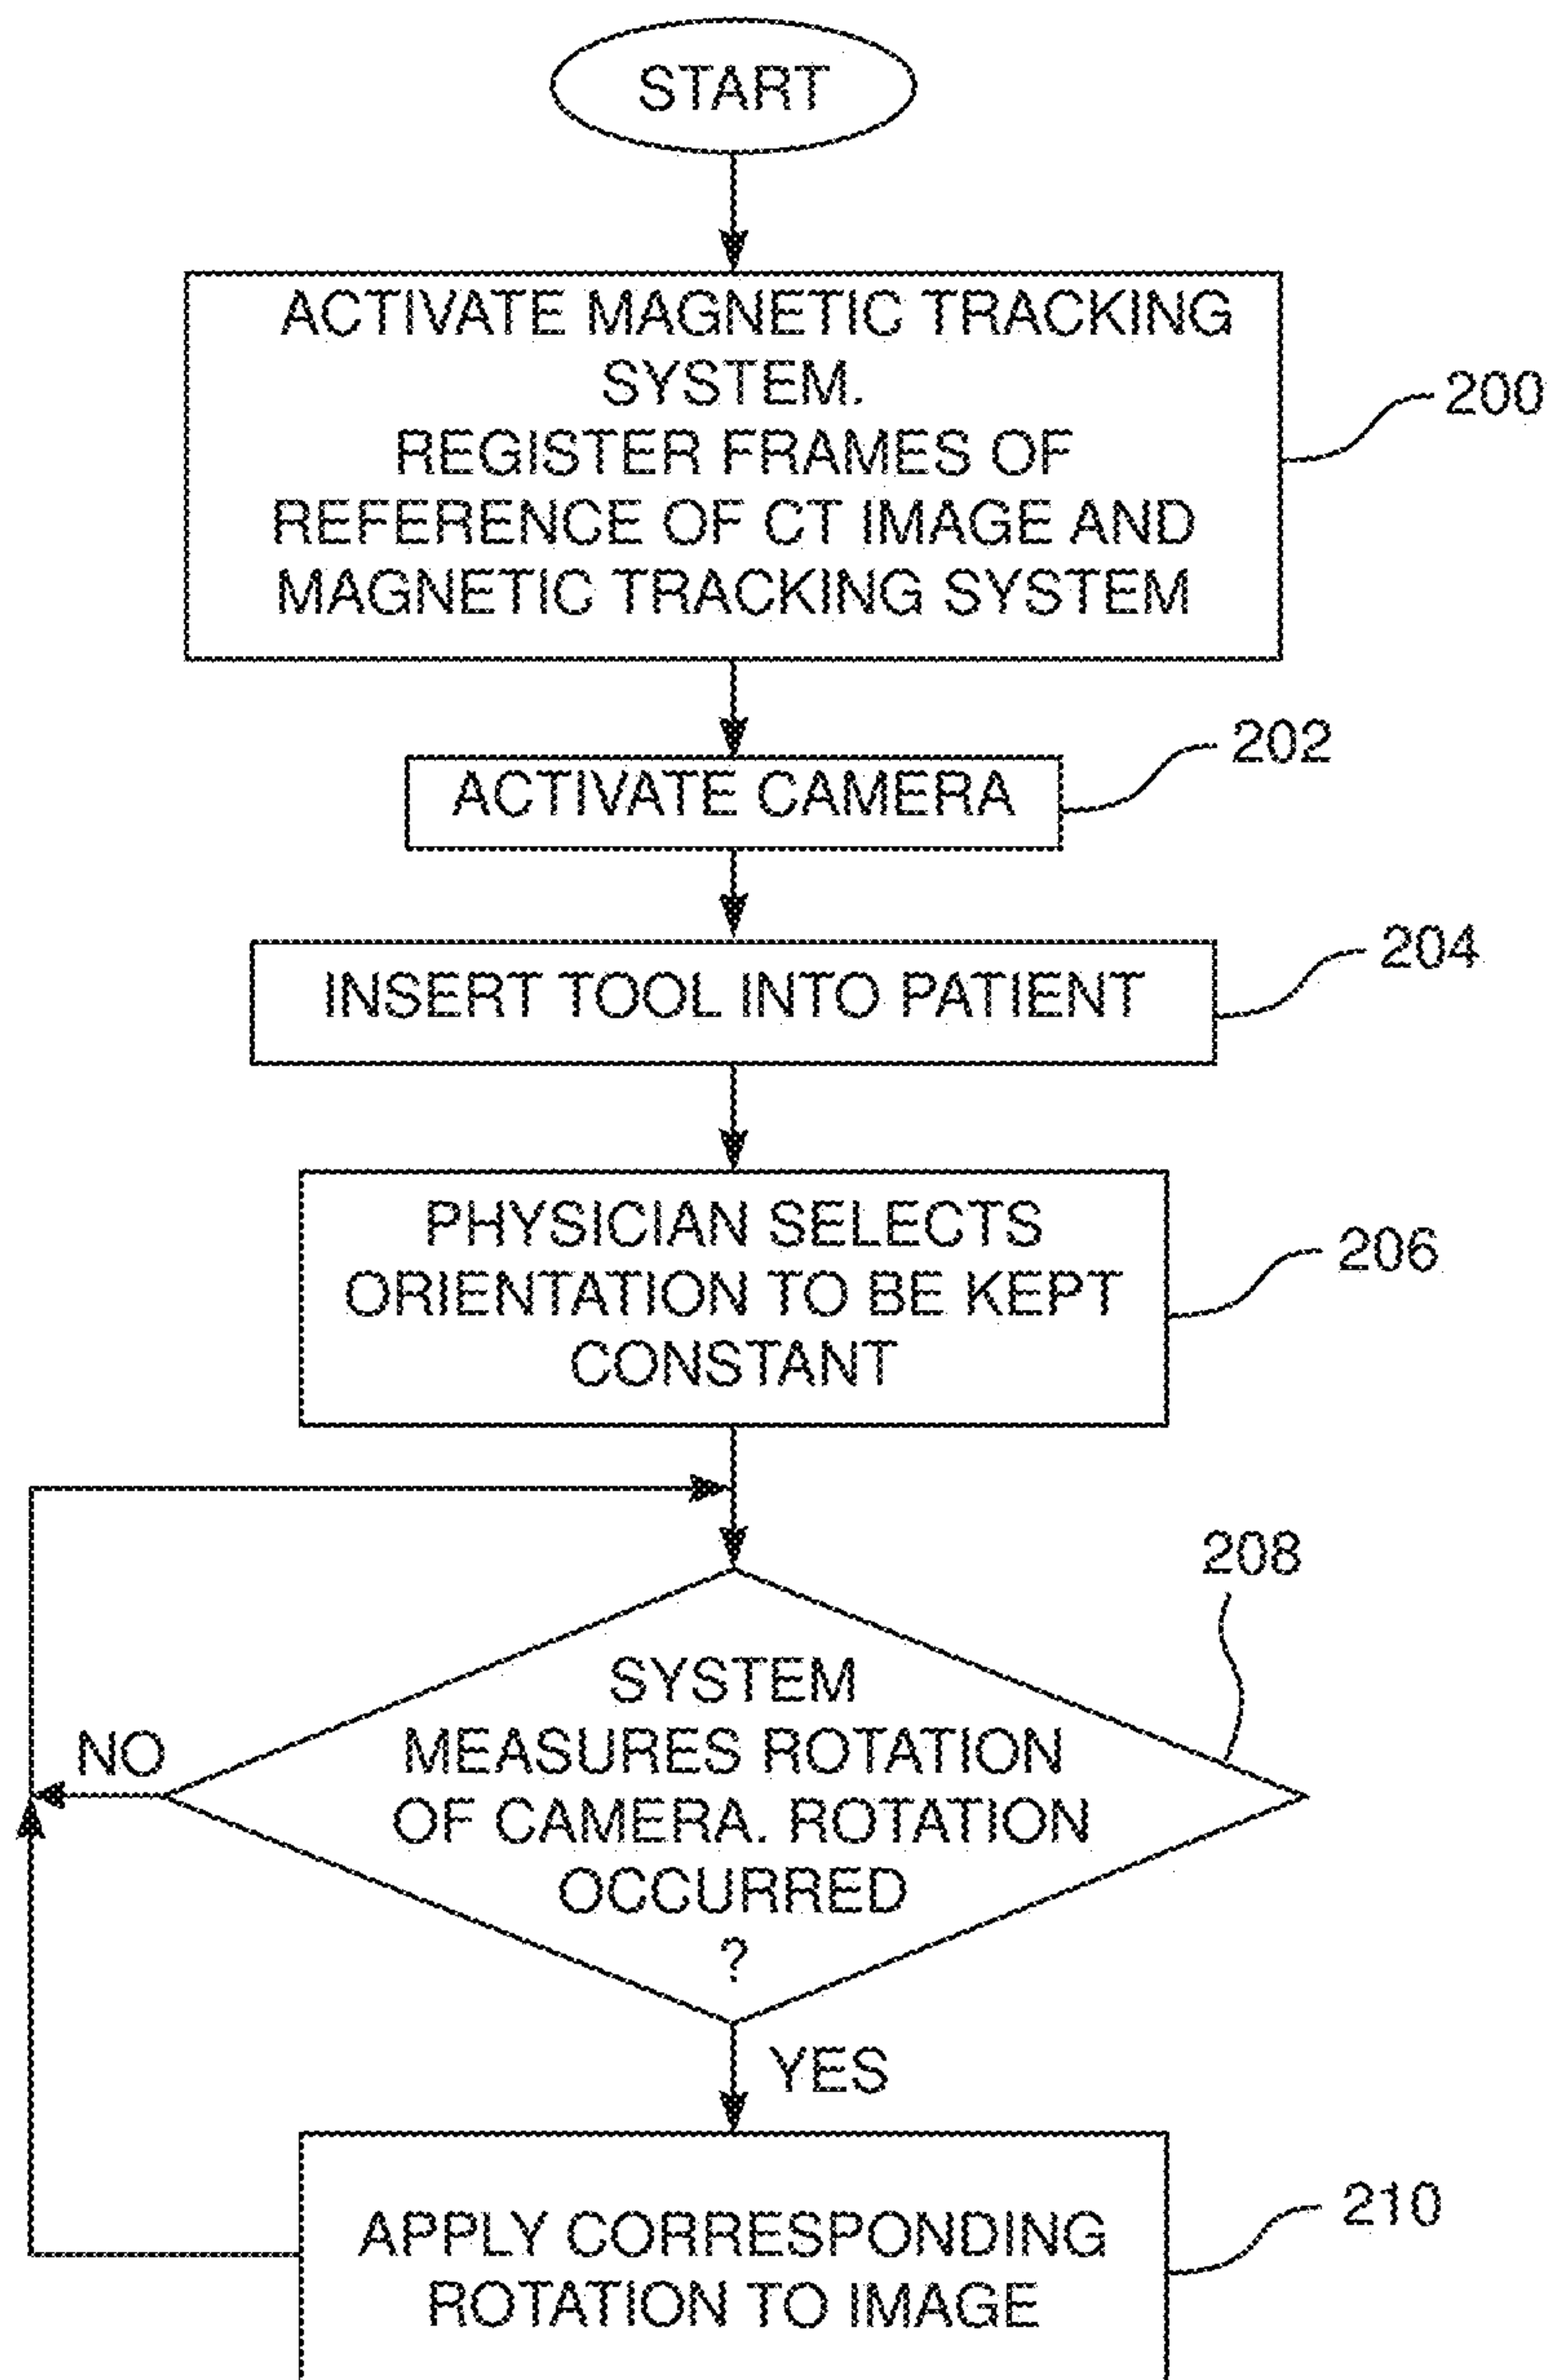 START
ACTIVATE MAGNETIC TRACKING
SYSTEM.
REGISTER FRAMES OF
REFERENCE OF CT IMAGE AND
MAGNETIC TRACKING SYSTEM
200
ACTIVATE CAMERA
202
INSERT TOOL INTO PATIENT
204
PHYSICIAN SELECTS
ORIENTATION TO BE KEPT
CONSTANT
206
208
SYSTEM
MEASURES ROTATION
OF CAMERA. ROTATION
OCCURRED
?
NO
YES
APPLY CORRESPONDING
ROTATION TO IMAGE
210